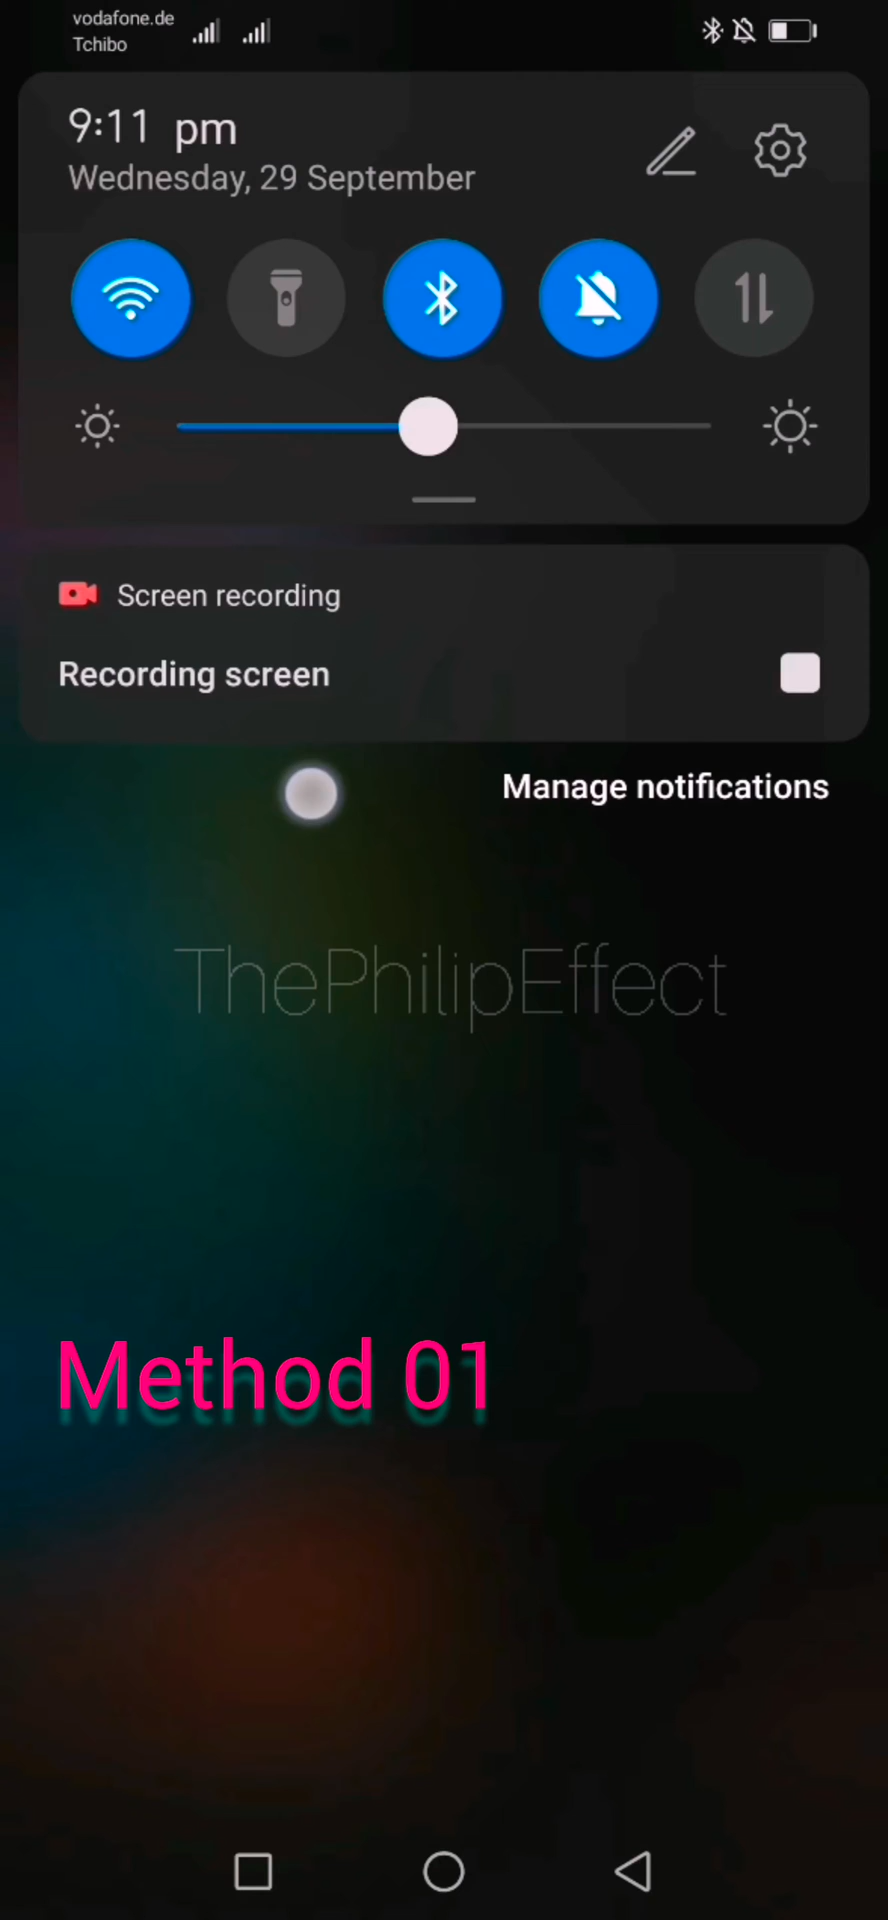 vodafone.de
Tchibo
9:11 pm
Wednesday, 29 September
Screen recording
Recording screen
Manage notifications
ThePhilipEffect
Method 01